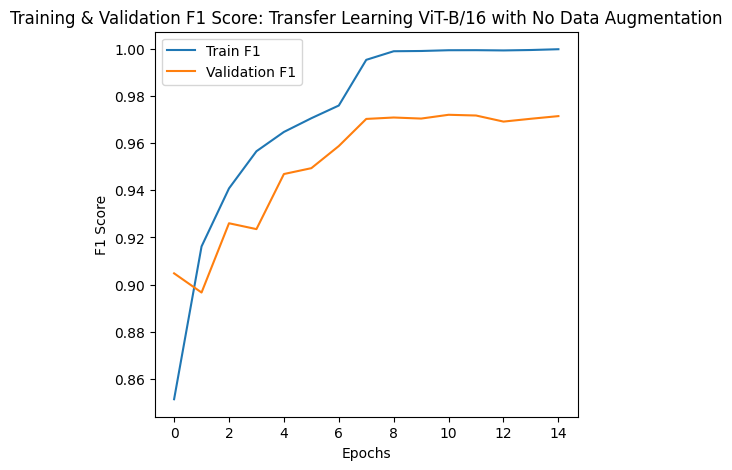 Training & Validation F1 Score: Transfer Learning ViT-B/16 with No Data Augmentation
Train F1
Validation F1
F1 Score
1.00
0.98
0.96
0.94
0.92
0.90
0.88
0.86
0 2 4 6 8 10 12 14
Epochs